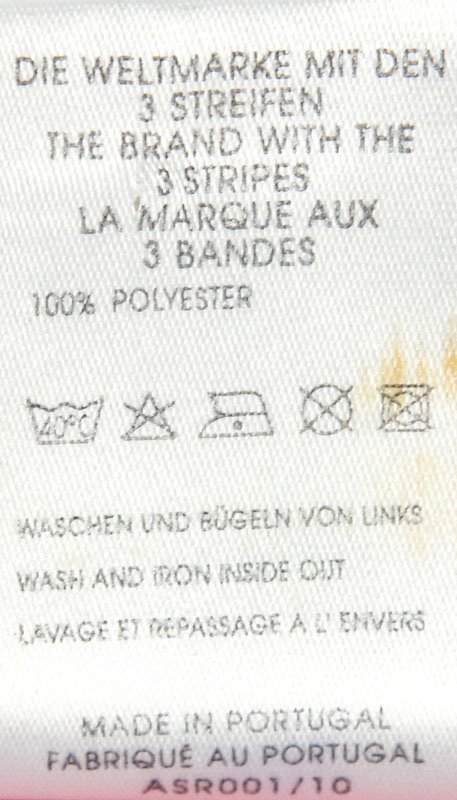 DIE WELTMARKE MIT DEN
3 STREIFEN
THE BRAND WITH THE
3 STRIPES
LA MARQUE AUX
3 BANDES
100% POLYESTER
40°C
WASCHEN UND BÜGELN VON LINKS
WASH AND IRON INSIDE OUT
LAVAGE ET REPASSAGE A L' ENVERS
MADE IN PORTUGAL
FABRIQUÉ AU PORTUGAL
ASR001/10